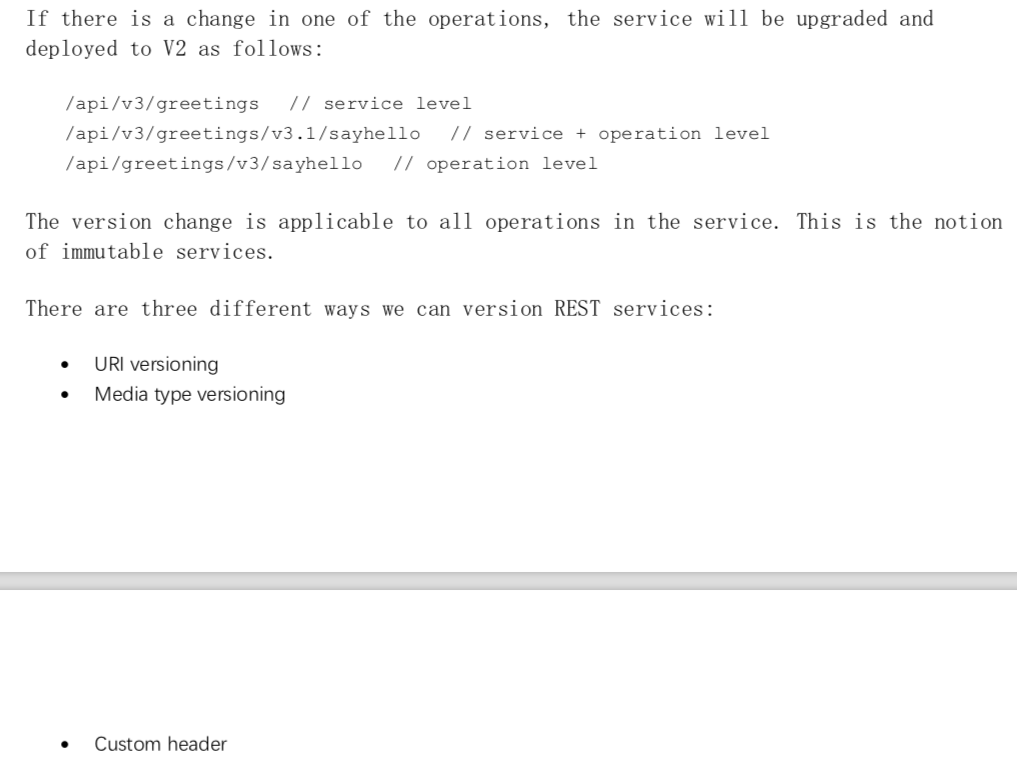 If there is a change in one of the operations, the service will be upgraded and
deployed to V2 as follows:
/api/v3/greetings // service level
/api/v3/greetings/v3.1/sayhello // service + operation level
/api/greetings/v3/sayhello // operation level
The version change is applicable to all operations in the service. This is the notion
of immutable services.
There are three different ways we can version REST services:
• URI versioning
• Media type versioning
• Custom header